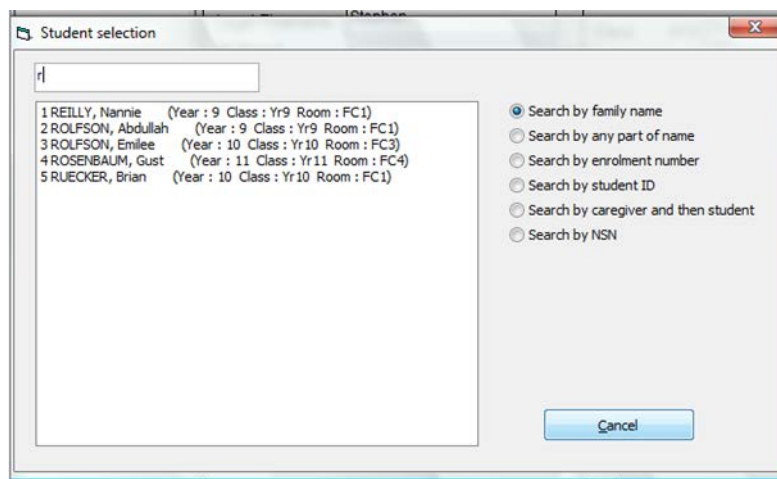 Stephen
Student selection
r
1 REILLY, Nannie (Year : 9 Class : Yr9 Room : FC1)
2 ROLFSON, Abdullah (Year : 9 Class : Yr9 Room : FC1)
3 ROLFSON, Emilee (Year : 10 Class : Yr10 Room : FC3)
4 ROSENBAUM, Gust (Year : 11 Class : Yr11 Room : FC4)
5 RUECKER, Brian (Year : 10 Class : Yr10 Room : FC1)
Search by family name
Search by any part of name
Search by enrolment number
Search by student ID
Search by caregiver and then student
Search by NSN
Cancel